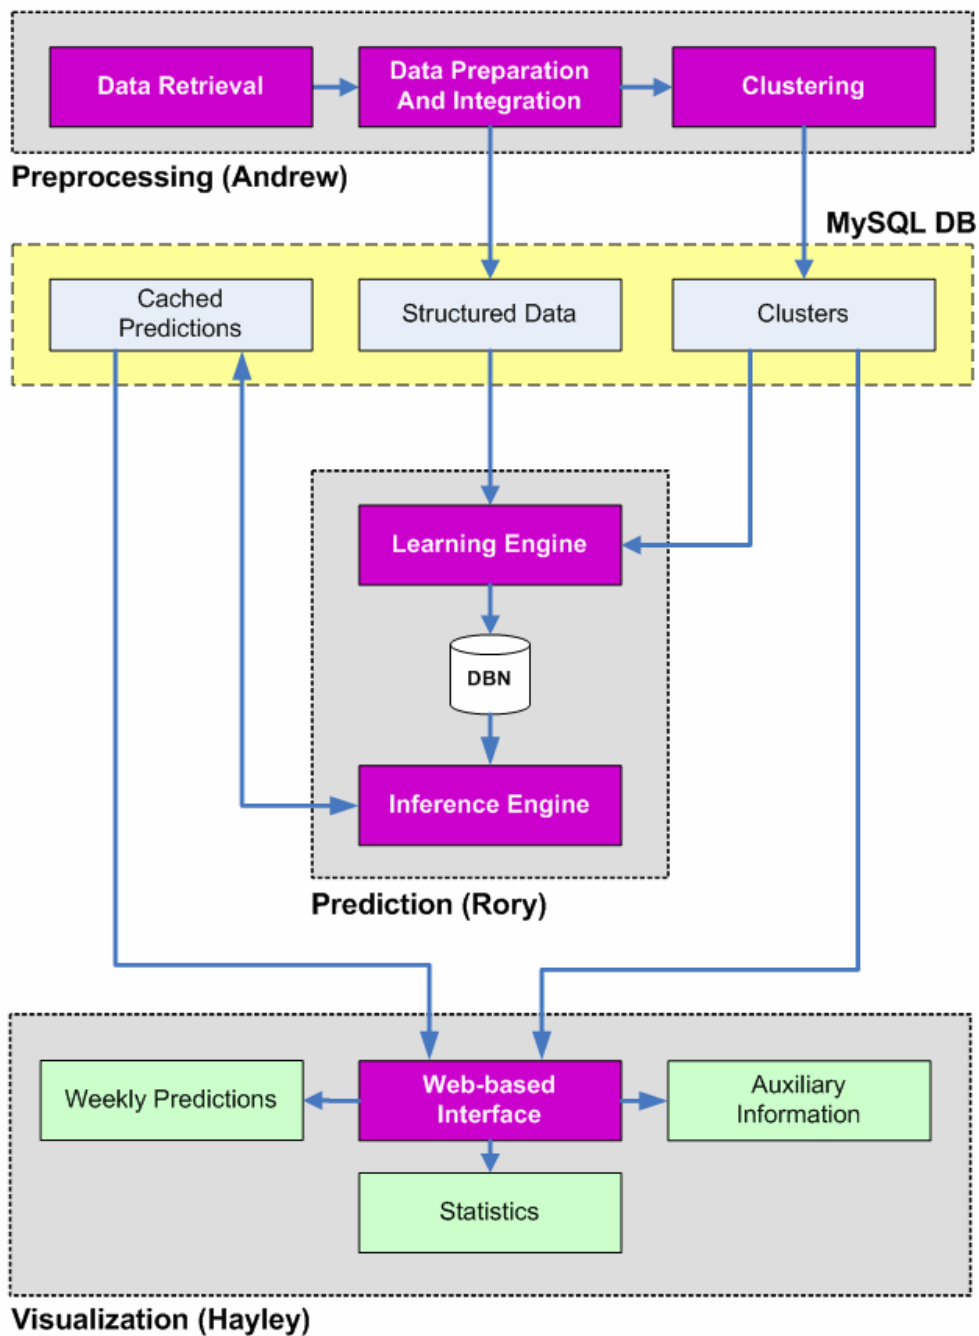 Data Retrieval
Data Preparation
And Integration
Clustering
Preprocessing (Andrew)
MySQL DB
Cached
Predictions
Structured Data
Clusters
Learning Engine
DBN
Inference Engine
Prediction (Rory)
Weekly Predictions
Web-based
Interface
Auxiliary
Information
Statistics
Visualization (Hayley)